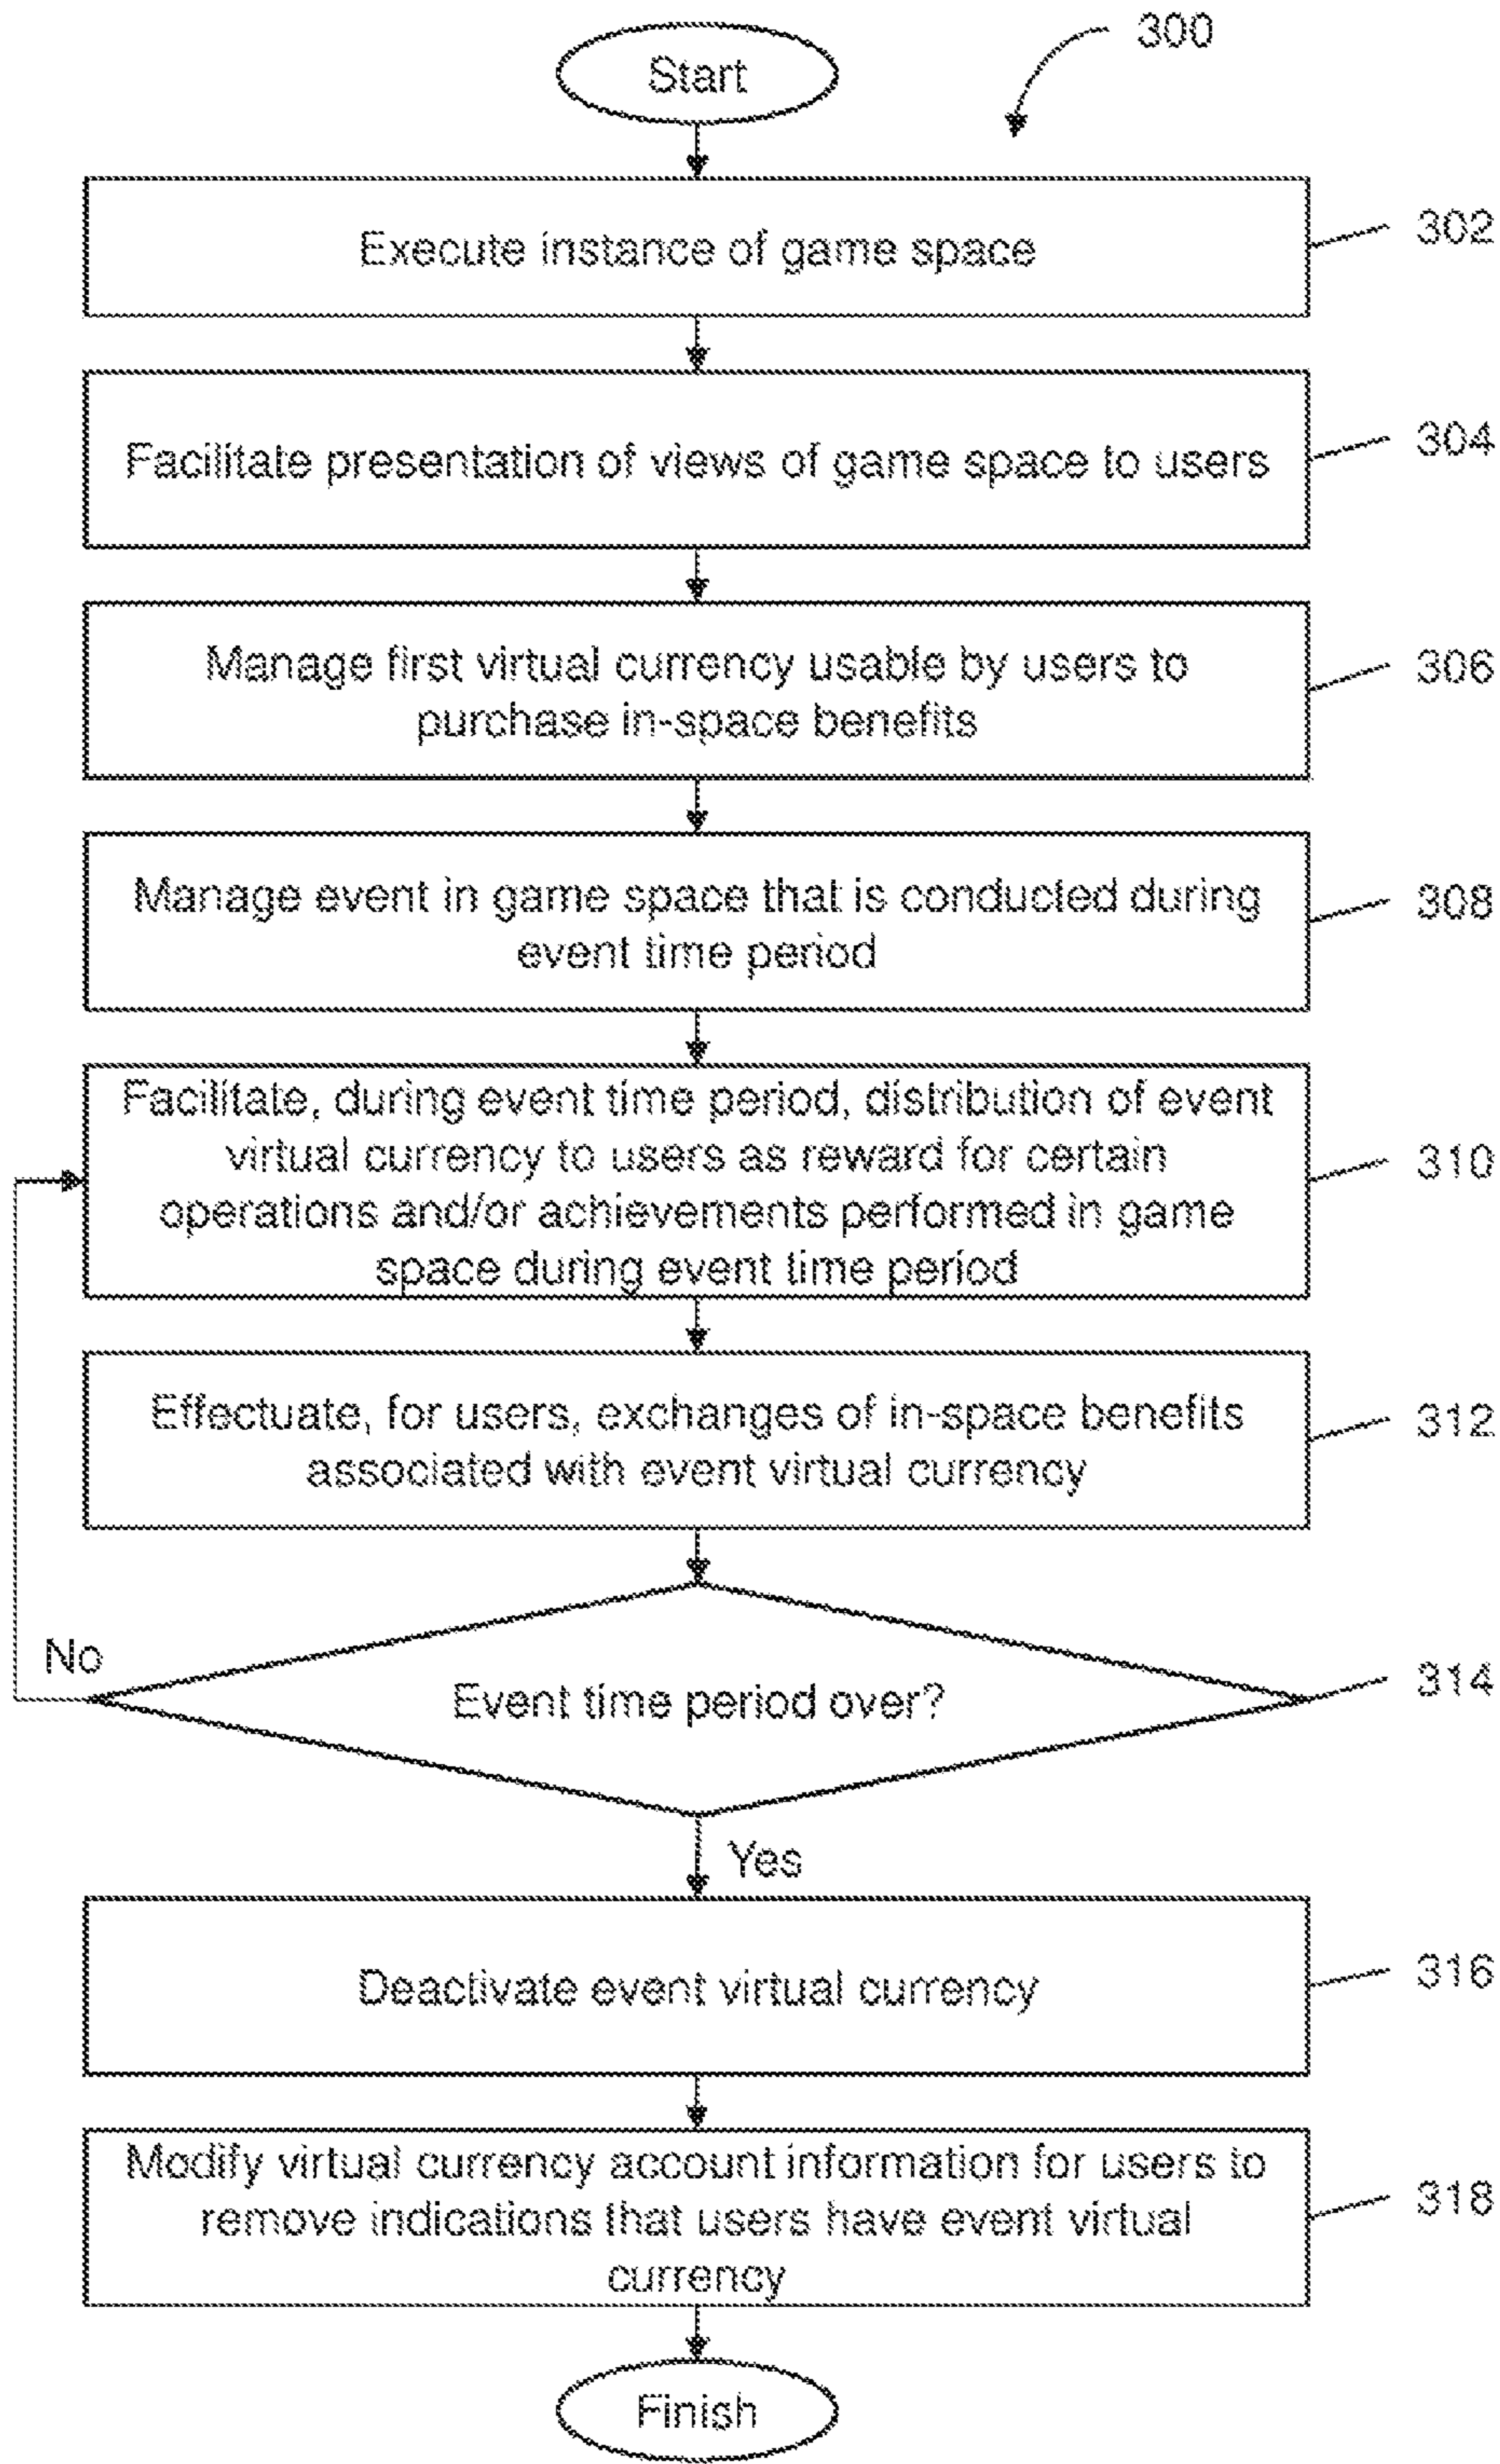 300
Start
Execute instance of game space
302
Facilitate presentation of views of game space to users
304
Manage first virtual currency usable by users to
purchase in-space benefits
306
Manage event in game space that is conducted during
event time period
308
Facilitate, during event time period, distribution of event
virtual currency to users as reward for certain
operations and/or achievements performed in game
space during event time period
310
Effectuate, for users, exchanges of in-space benefits
associated with event virtual currency
312
No
Event time period over?
314
Yes
Deactivate event virtual currency
316
Modify virtual currency account information for users to
remove indications that users have event virtual
currency
318
Finish